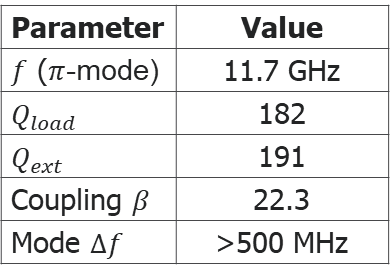 Parameter Value
f (π-mode) 11.7 GHz
Qload 182
Qext 191
Coupling β 22.3
Mode Δf >500 MHz